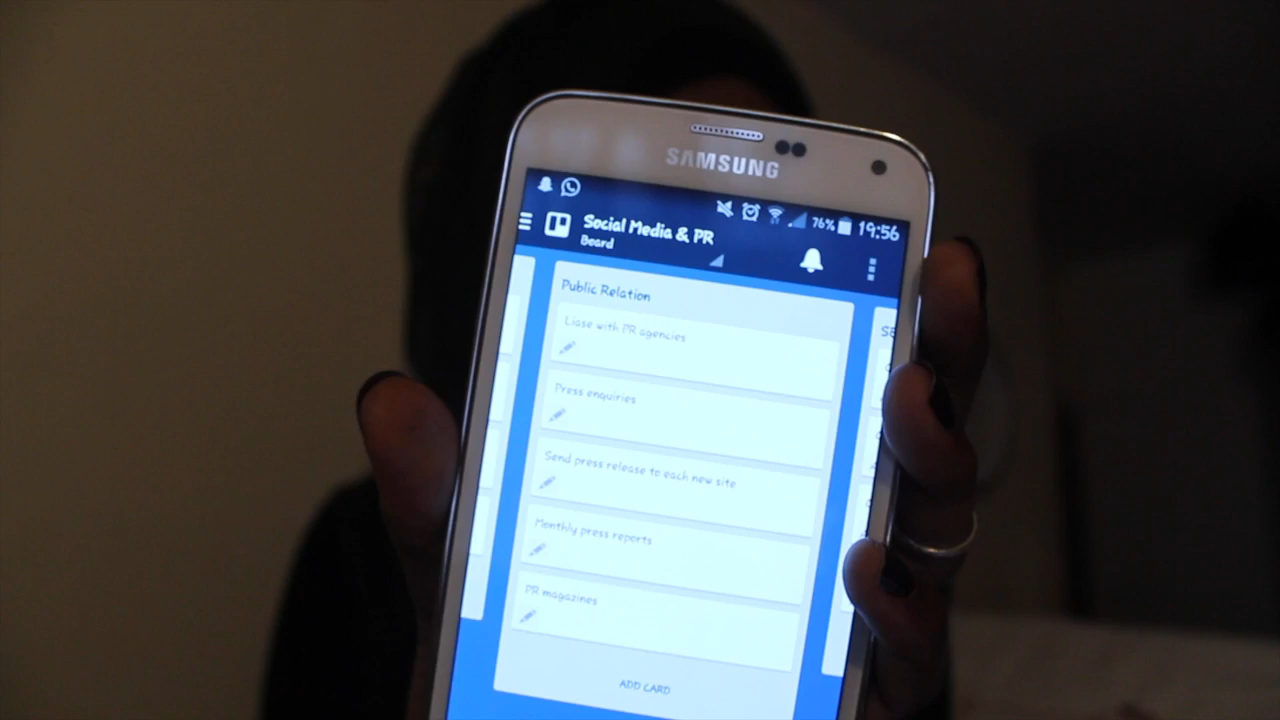 SAMSUNG
76% 19:56
Social Media & PR
Board
Public Relation
SE
Liase with PR agencies
Press enquiries
Send press release to each new site
Monthly press reports
PR magazines
ADD CARD